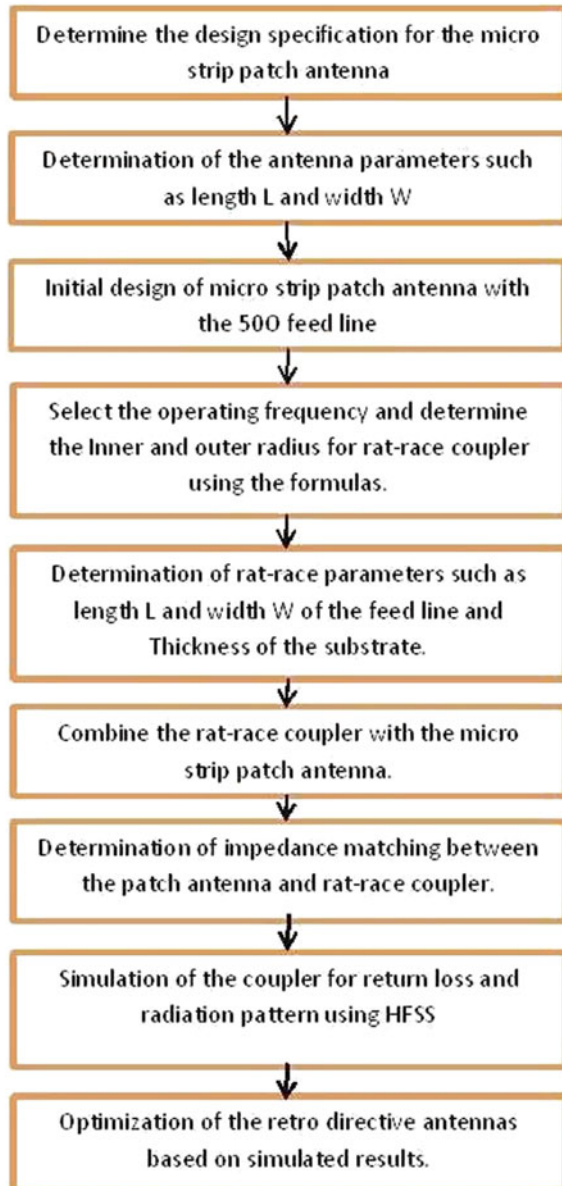 Determine the design specification for the micro
strip patch antenna
Determination of the antenna parameters such
as length L and width W
Initial design of micro strip patch antenna with
the 50O feed line
Select the operating frequency and determine
the Inner and outer radius for rat-race coupler
using the formulas.
Determination of rat-race parameters such as
length L and width W of the feed line and
Thickness of the substrate.
Combine the rat-race coupler with the micro
strip patch antenna.
Determination of impedance matching between
the patch antenna and rat-race coupler.
Simulation of the coupler for return loss and
radiation pattern using HFSS
Optimization of the retro directive antennas
based on simulated results.